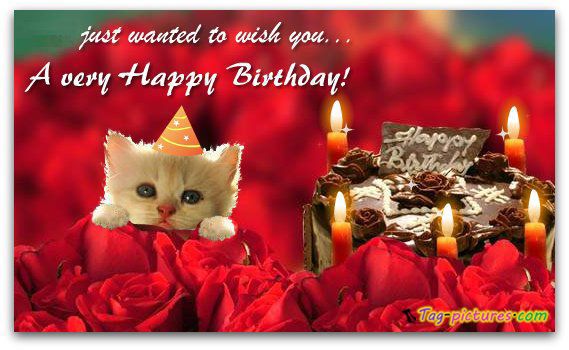 just wanted to wish you...
A very Happy Birthday!
Happy
Birthday
Tag-pictures.com